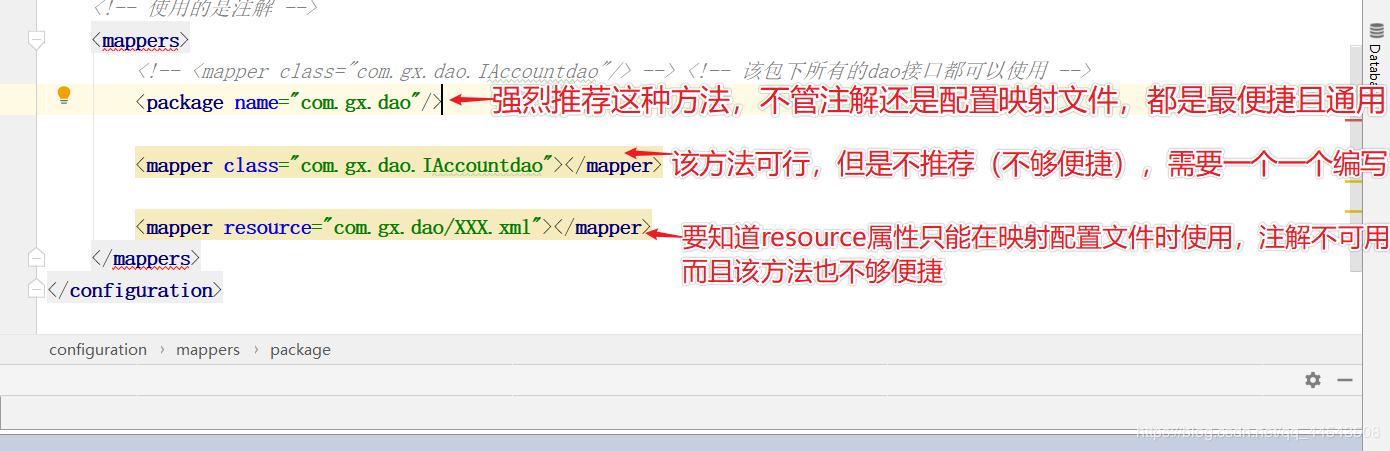 <!-- 使用的是注解 -->
<mappers>
<!-- <mapper class="com.gx.dao.IAccountdao"/> --> <!-- 该包下所有的dao接口都可以使用 -->
<package name="com.gx.dao"/> 强烈推荐这种方法，不管注解还是配置映射文件，都是最便捷且通用
<mapper class="com.gx.dao.IAccountdao"></mapper> 该方法可行，但是不推荐（不够便捷），需要一个一个编写
<mapper resource="com.gx.dao/XXX.xml"></mapper> 要知道resource属性只能在映射配置文件时使用，注解不可用
而且该方法也不够便捷
</mappers>
</configuration>
configuration › mappers › package
Databa